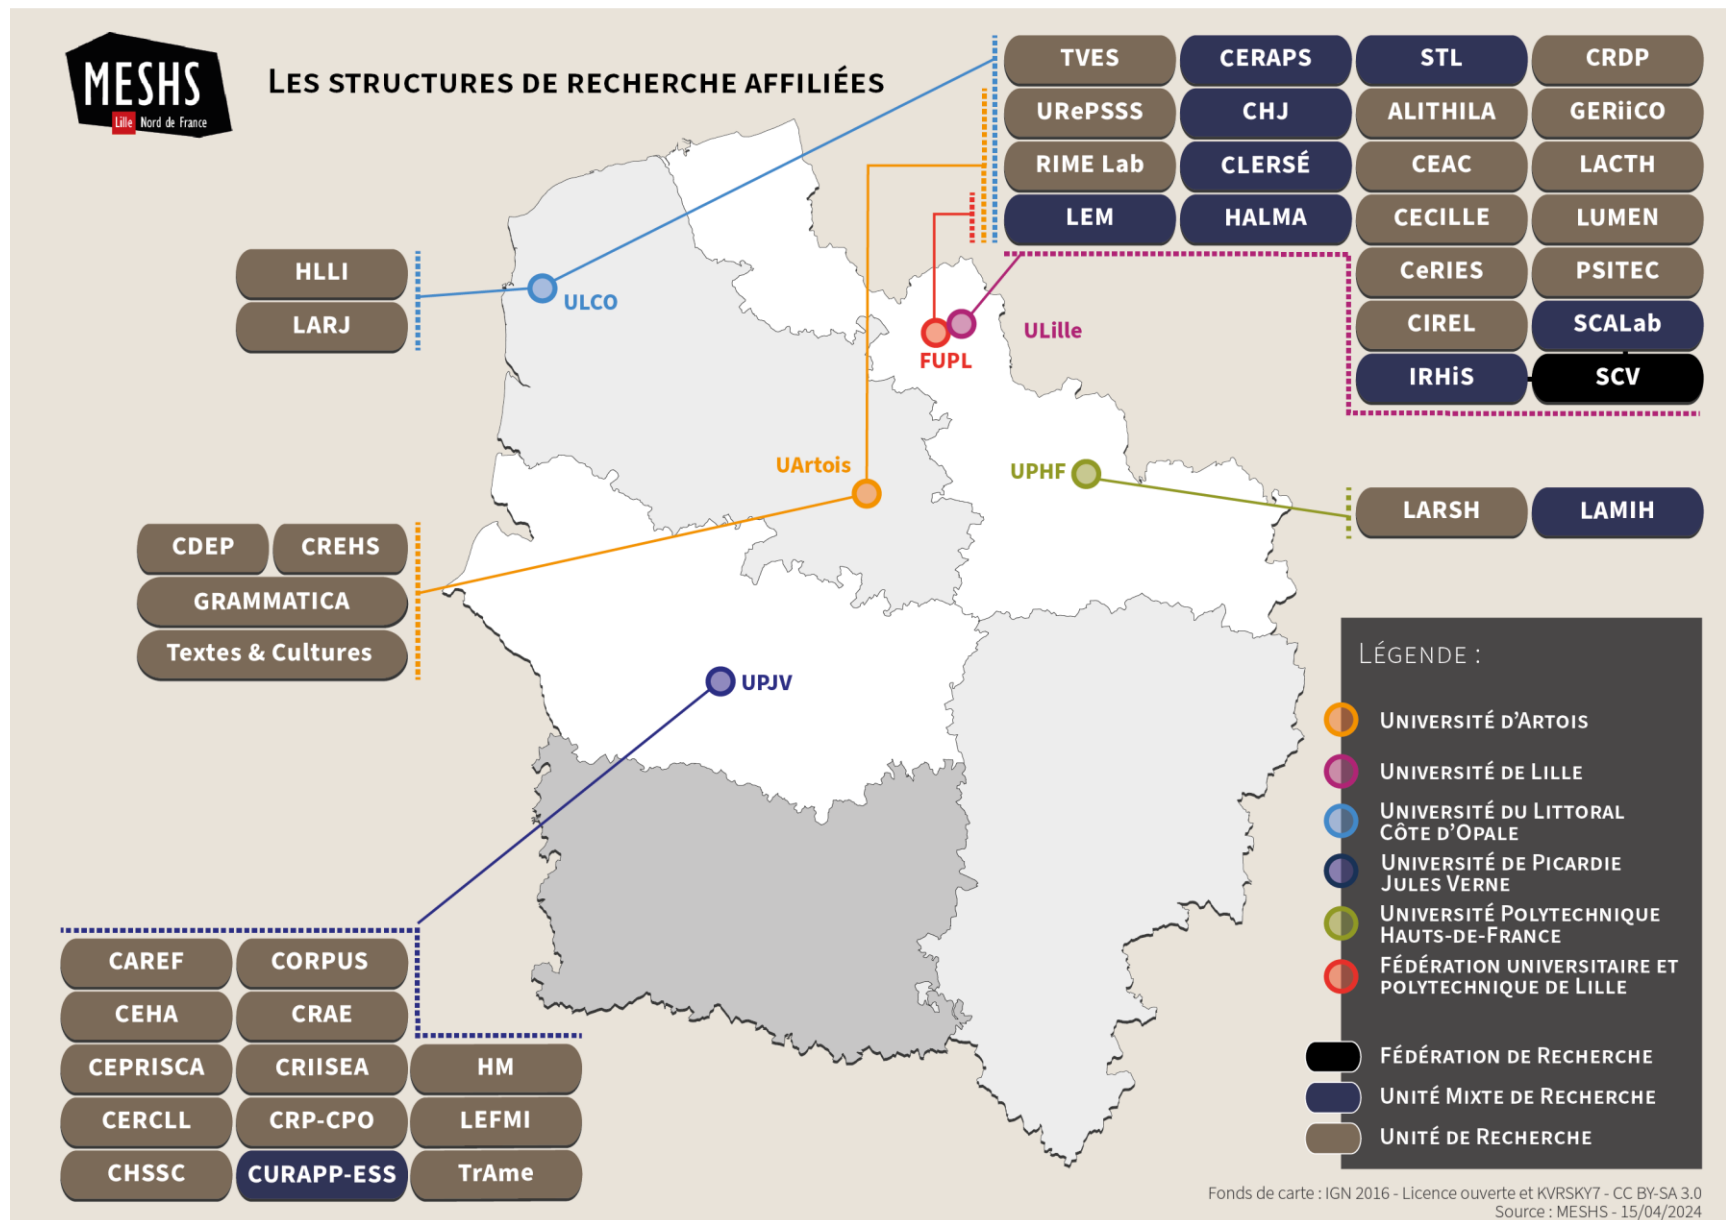 MESHS
Lille Nord de France
Les structures de recherche affiliées
TVES CERAPS STL CRDP
URePSSS CHJ ALITHILA GERiiCO
RIME Lab CLERSÉ CEAC LACTH
LEM HALMA CECILLE LUMEN
CeRIES PSITEC
CIREL SCALab
IRHiS SCV
HLLI
LARJ
ULCO
ULille
FUPL
UArtois
UPHF
LARSH LAMIH
CDEP CREHS
GRAMMATICA
Textes & Cultures
UPJV
CAREF CORPUS
CEHA CRAE
CEPRISCA CRIISEA HM
CERCLL CRP-CPO LEFMI
CHSSC CURAPP-ESS TrAme
Légende :
Université d'Artois
Université de Lille
Université du Littoral
Côte d'Opale
Université de Picardie
Jules Verne
Université Polytechnique
Hauts-de-France
Fédération universitaire et
polytechnique de Lille
Fédération de Recherche
Unité Mixte de Recherche
Unité de Recherche
Fonds de carte : IGN 2016 - Licence ouverte et KVRSKY7 - CC BY-SA 3.0
Source : MESHS - 15/04/2024